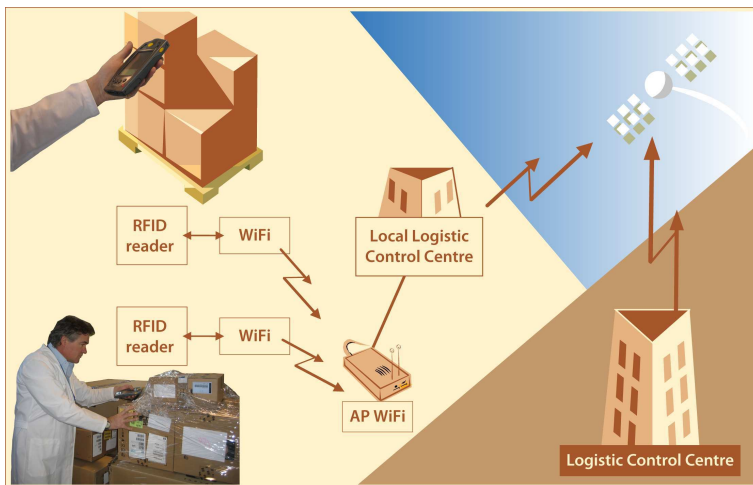 RFID
reader
WiFi
Local Logistic
Control Centre
RFID
reader
WiFi
AP WiFi
Logistic Control Centre